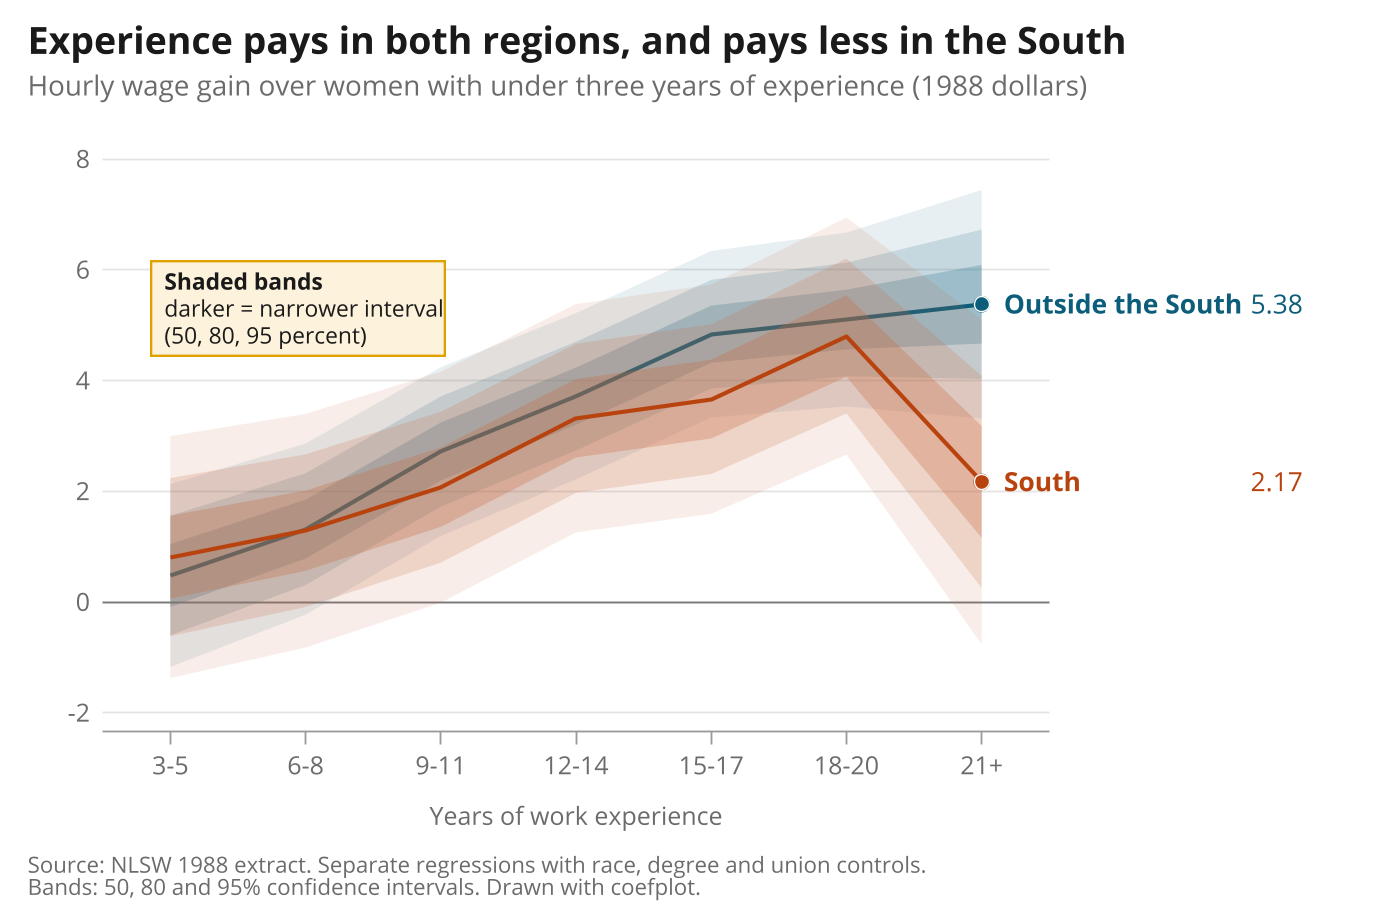 Experience pays in both regions, and pays less in the South
Hourly wage gain over women with under three years of experience (1988 dollars)
8
6
4
2
0
-2
Shaded bands
darker = narrower interval
(50, 80, 95 percent)
Outside the South 5.38
South 2.17
3-5 6-8 9-11 12-14 15-17 18-20 21+
Years of work experience
Source: NLSW 1988 extract. Separate regressions with race, degree and union controls.
Bands: 50, 80 and 95% confidence intervals. Drawn with coefplot.